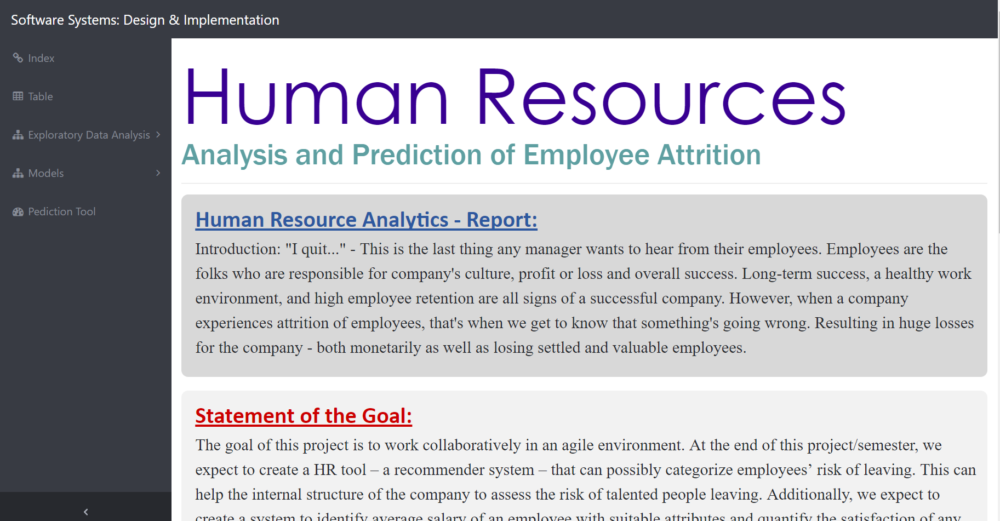 Software Systems: Design & Implementation
Index
Table
Exploratory Data Analysis
Models
Pediction Tool
Human Resources
Analysis and Prediction of Employee Attrition
Human Resource Analytics - Report:
Introduction: "I quit..." - This is the last thing any manager wants to hear from their employees. Employees are the
folks who are responsible for company's culture, profit or loss and overall success. Long-term success, a healthy work
environment, and high employee retention are all signs of a successful company. However, when a company
experiences attrition of employees, that's when we get to know that something's going wrong. Resulting in huge losses
for the company - both monetarily as well as losing settled and valuable employees.
Statement of the Goal:
The goal of this project is to work collaboratively in an agile environment. At the end of this project/semester, we
expect to create a HR tool – a recommender system – that can possibly categorize employees’ risk of leaving. This can
help the internal structure of the company to assess the risk of talented people leaving. Additionally, we expect to
create a system to identify average salary of an employee with suitable attributes and quantify the satisfaction of any